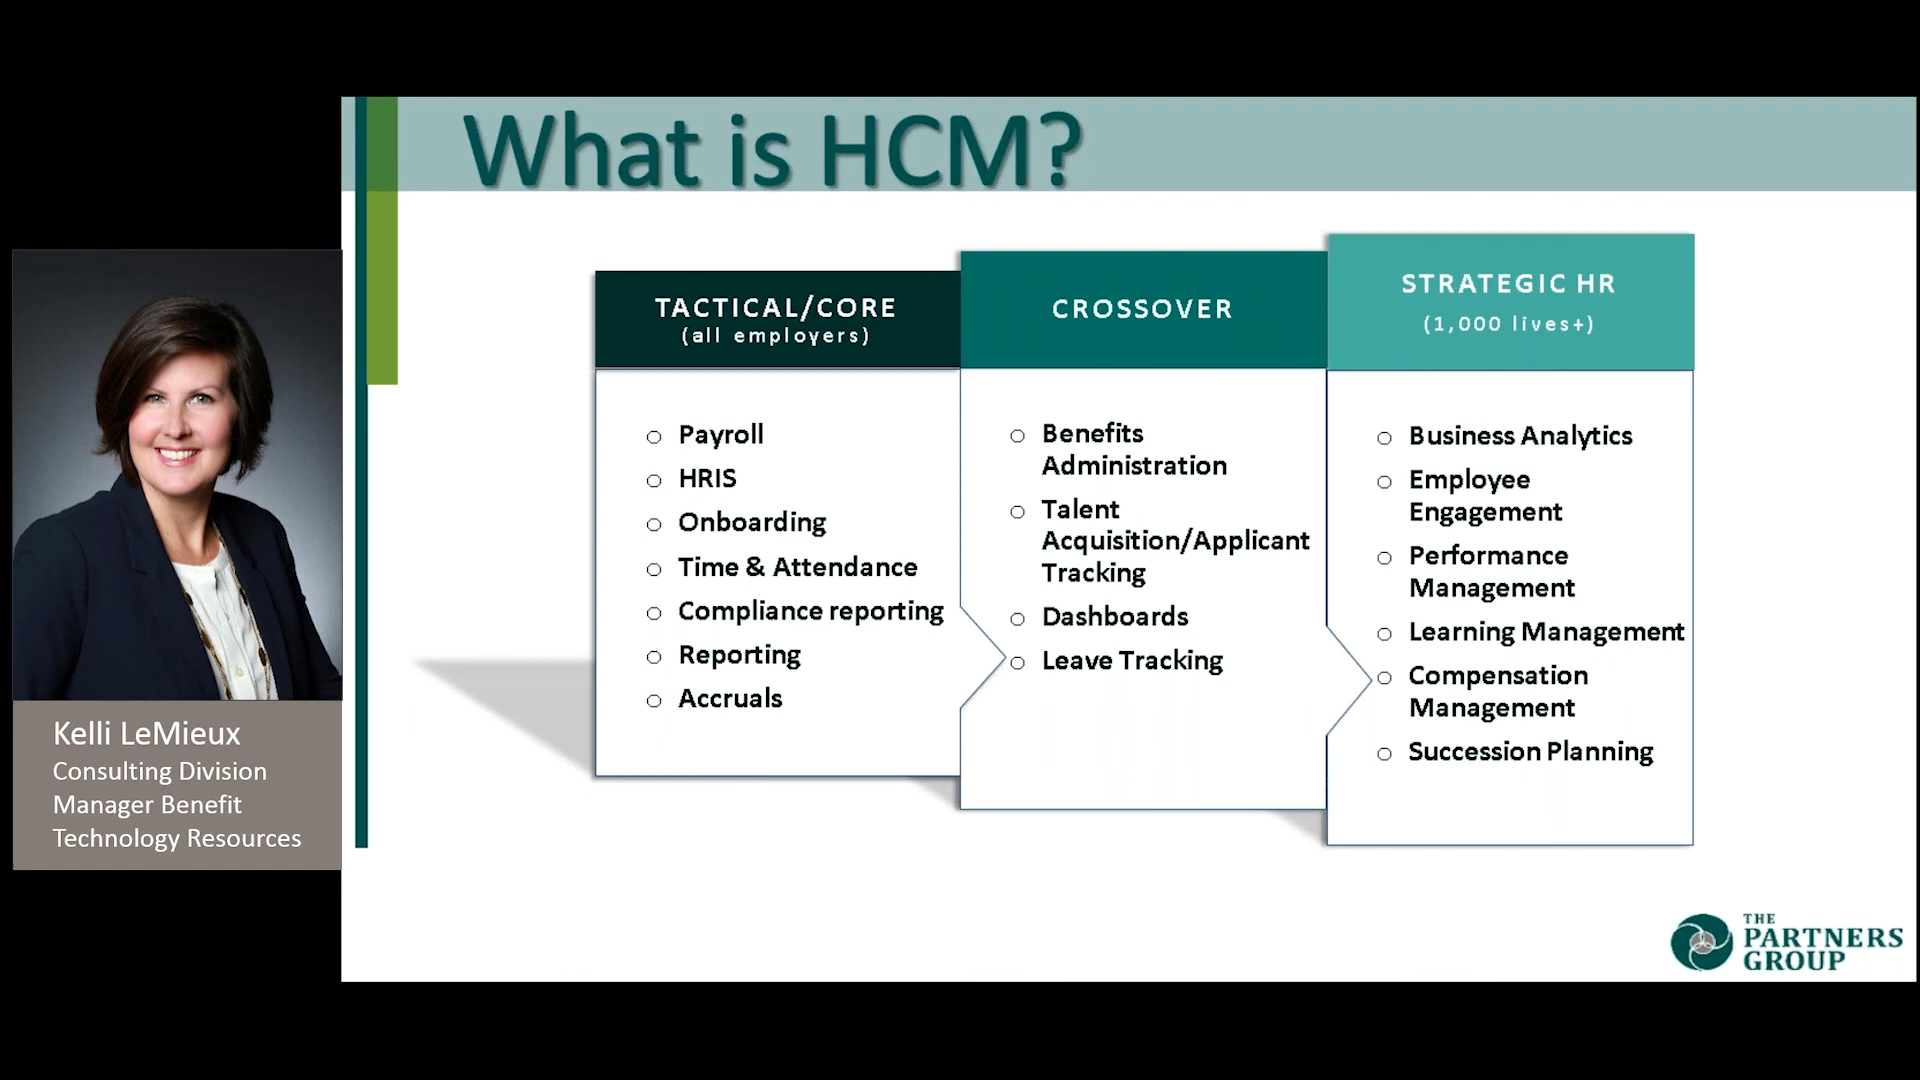 What is HCM?
TACTICAL/CORE
(all employers)
Payroll
HRIS
Onboarding
Time & Attendance
Compliance reporting
Reporting
Accruals
CROSSOVER
Benefits
Administration
Talent
Acquisition/Applicant
Tracking
Dashboards
Leave Tracking
STRATEGIC HR
(1,000 lives+)
Business Analytics
Employee
Engagement
Performance
Management
Learning Management
Compensation
Management
Succession Planning
Kelli LeMieux
Consulting Division
Manager Benefit
Technology Resources
THE
PARTNERS
GROUP